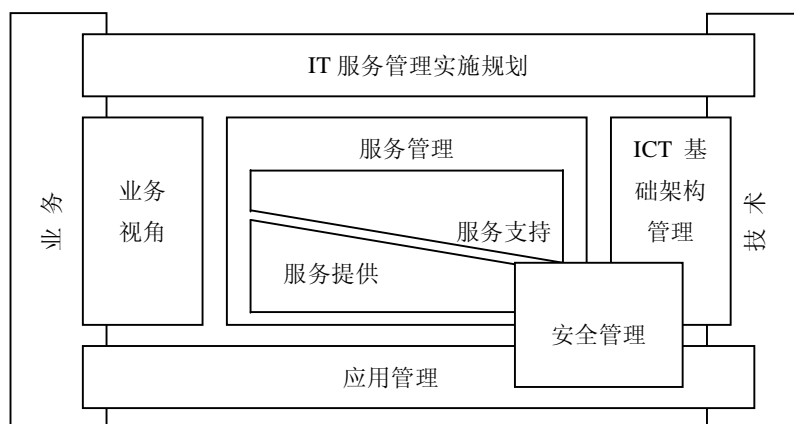 IT 服务管理实施规划
业务
业务
视角
服务管理
服务支持
服务提供
ICT 基
础架构
管理
技术
安全管理
应用管理